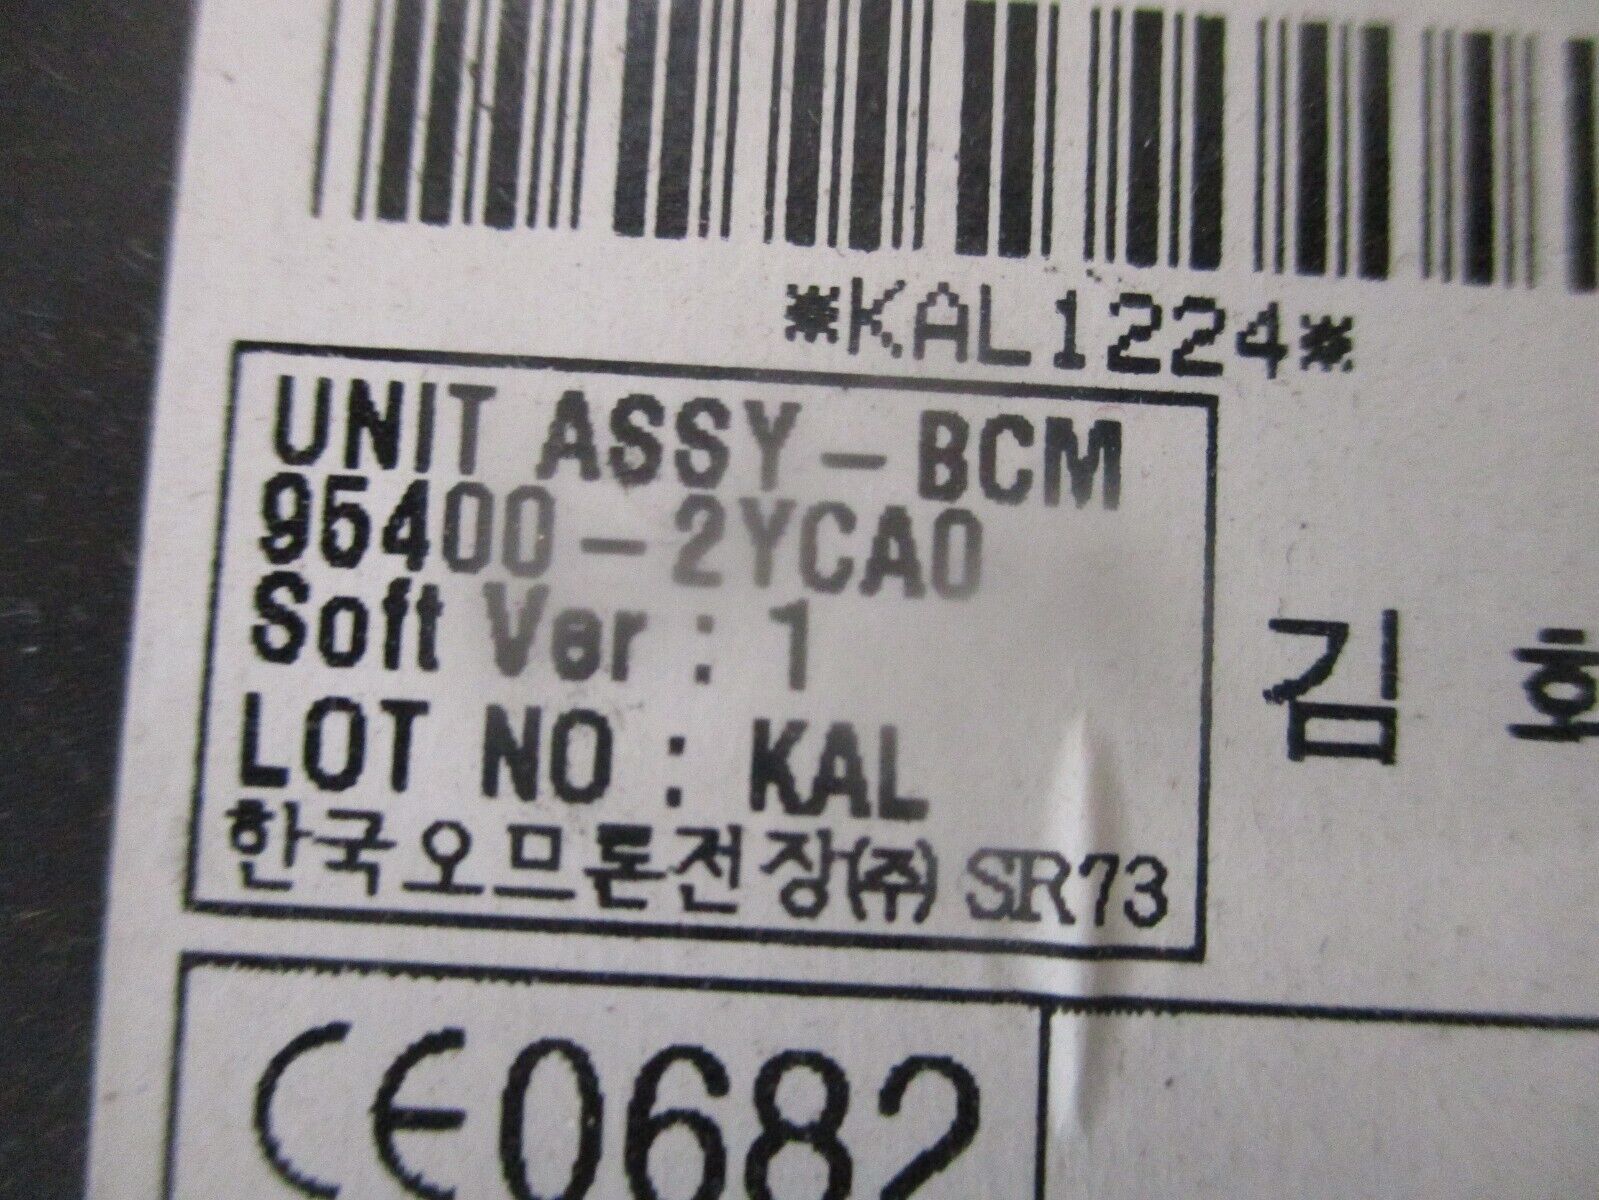 *KAL1224*
UNIT ASSY-BCM
95400-2YCA0
Soft Ver : 1
LOT NO : KAL
한국오므론전장(주) SR73
김 호
CE0682